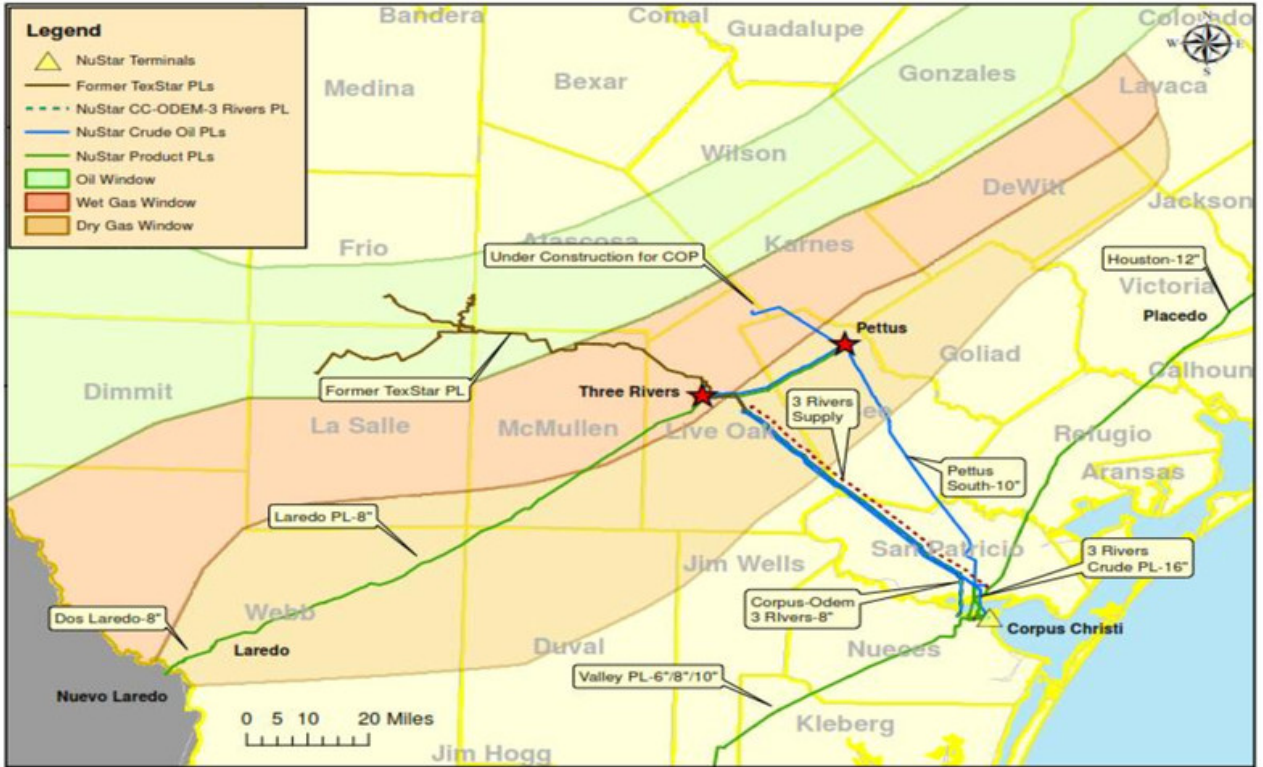 Bandera
Comal
Guadalupe
Colorado
N
W
E
S
Legend
NuStar Terminals
Former TexStar PLs
NuStar CC-ODEM-3 Rivers PL
NuStar Crude Oil PLs
NuStar Product PLs
Oil Window
Wet Gas Window
Dry Gas Window
Medina
Bexar
Gonzales
Lavaca
Wilson
DeWitt
Jackson
Frio
Atascosa
Karnes
Under Construction for COP
Houston-12"
Victoria
Placedo
Pettus
Goliad
Calhoun
Dimmit
Former TexStar PL
Three Rivers
3 Rivers
Supply
La Salle
McMullen
Live Oak
Refugio
Aransas
Pettus
South-10"
Laredo PL-8"
San Patricio
Jim Wells
3 Rivers
Crude PL-16"
Corpus-Odem
3 RIvers-8"
Webb
Dos Laredo-8"
Laredo
Duval
Corpus Christi
Nueces
Valley PL-6"/8"/10"
Nuevo Laredo
0 5 10 20 Miles
Kleberg
Jim Hogg